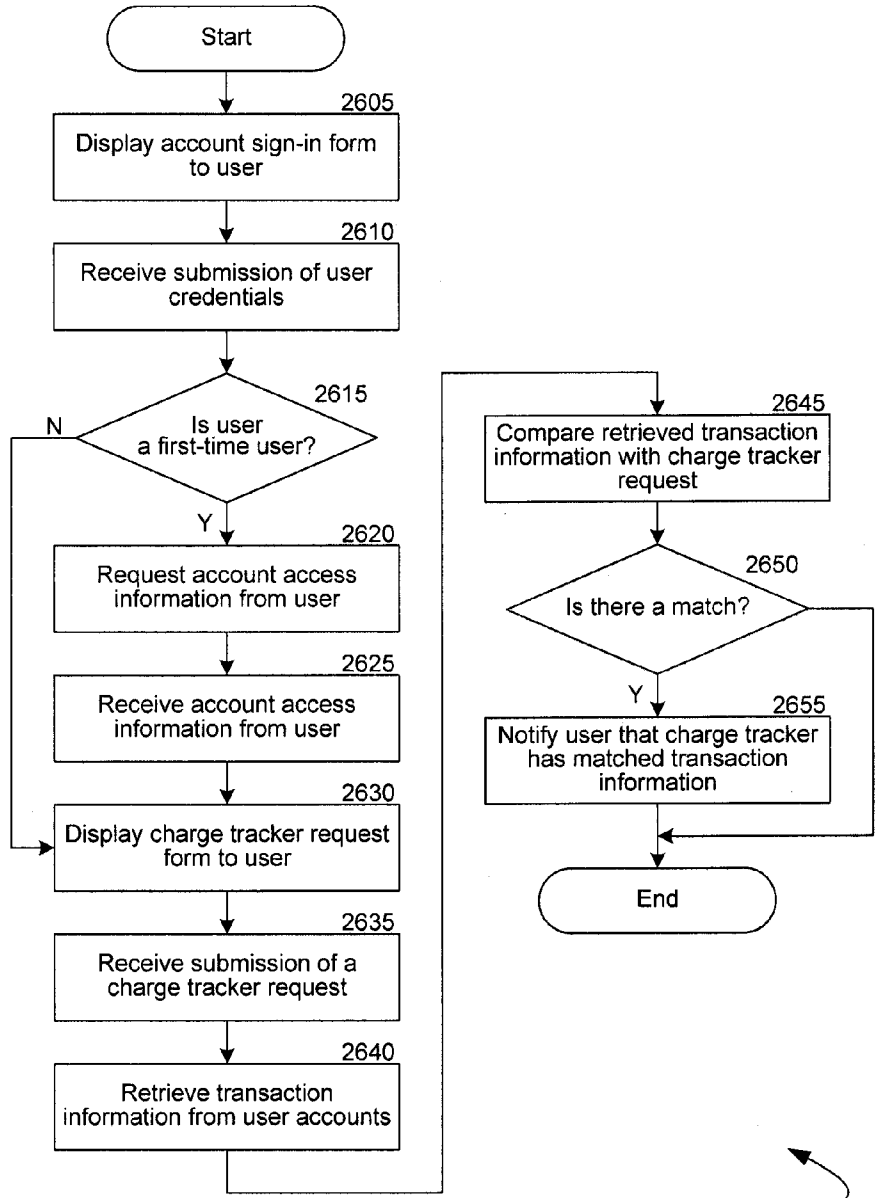 Start
2605
Display account sign-in form
to user
2610
Receive submission of user
credentials
2615
Is user
a first-time user?
N
Y
2620
Request account access
information from user
2625
Receive account access
information from user
2630
Display charge tracker request
form to user
2635
Receive submission of a
charge tracker request
2640
Retrieve transaction
information from user accounts
2645
Compare retrieved transaction
information with charge tracker
request
2650
Is there a match?
Y
2655
Notify user that charge tracker
has matched transaction
information
End